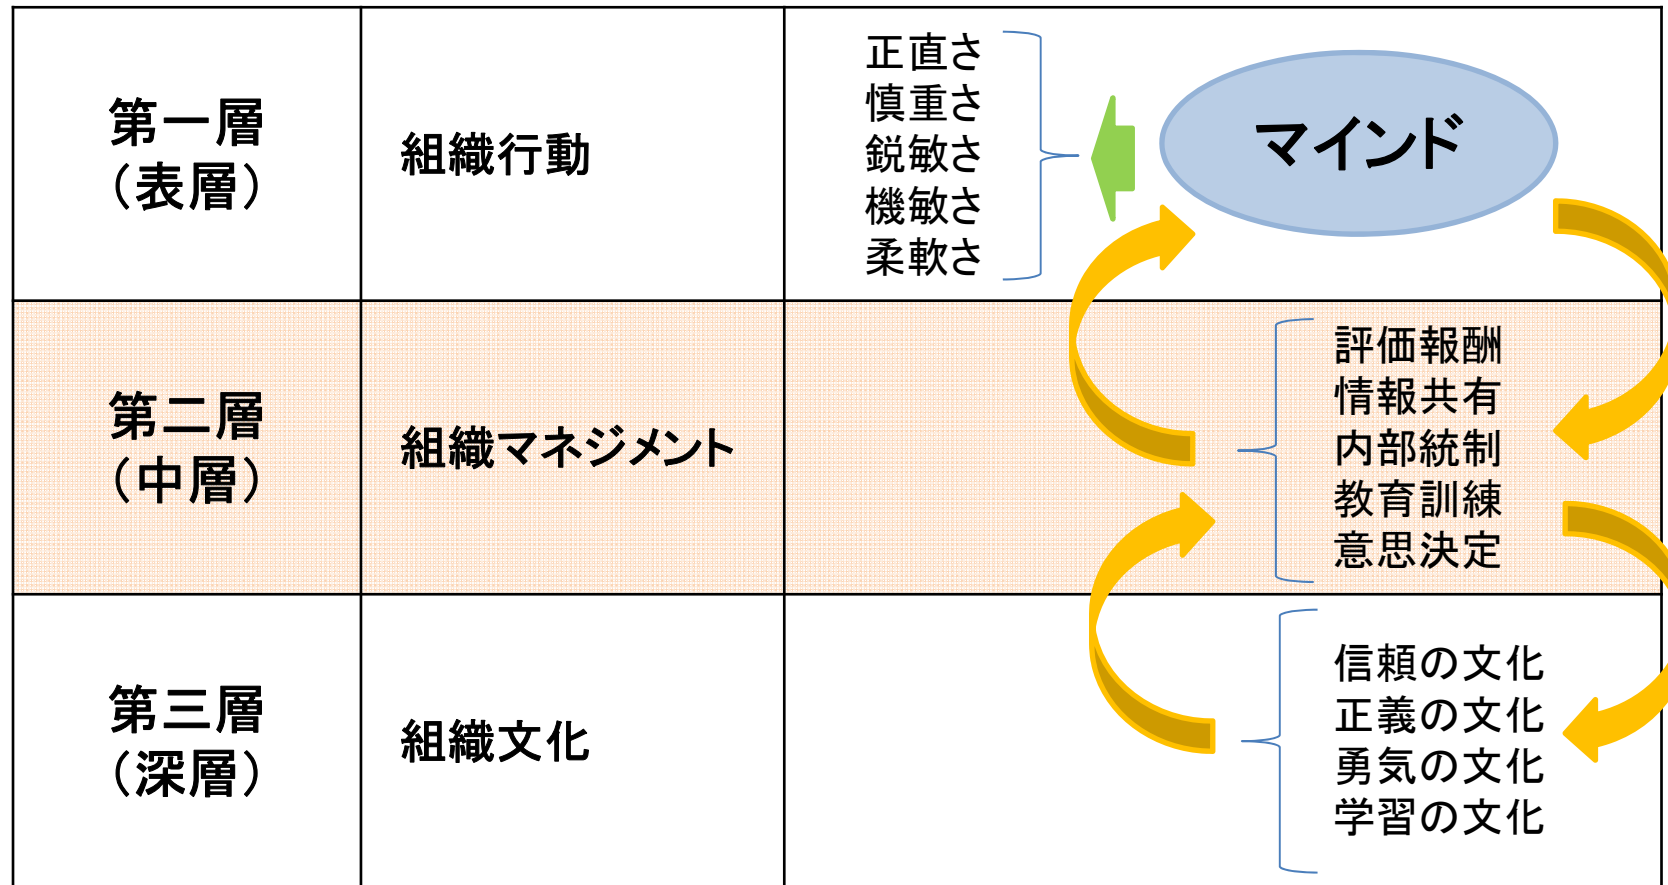 第一層
（表層）
組織行動
正直さ
慎重さ
鋭敏さ
機敏さ
柔軟さ
マインド
第二層
（中層）
組織マネジメント
評価報酬
情報共有
内部統制
教育訓練
意思決定
第三層
（深層）
組織文化
信頼の文化
正義の文化
勇気の文化
学習の文化